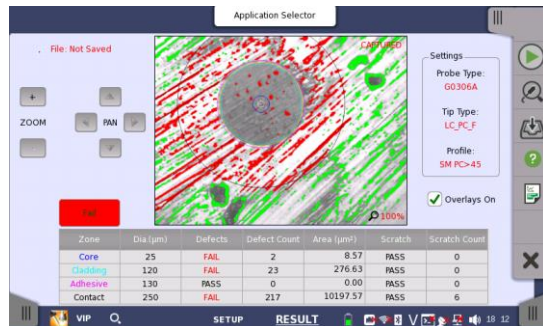 Application Selector
File: Not Saved
CAPTURED
Settings
Probe Type:
G0306A
Tip Type:
LC_PC_F
Profile:
SM PC>45
Overlays On
ZOOM
+
PAN
100%
Fail
Zone Dia.(µm) Defects Defect Count Area (µm²) Scratch Scratch Count
Core 25 FAIL 2 8.57 PASS 0
Cladding 120 FAIL 23 276.63 PASS 0
Adhesive 130 PASS 0 0.00 PASS 0
Contact 250 FAIL 217 10197.57 PASS 6
VIP SETUP RESULT 18 12